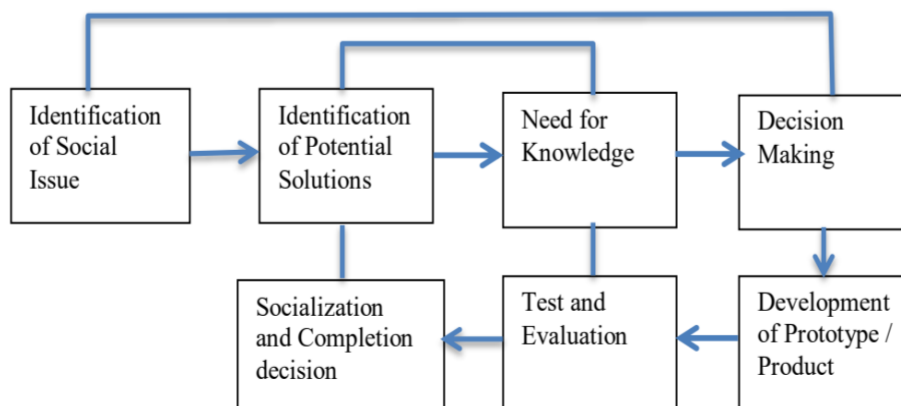 Identification
of Social
Issue
Identification
of Potential
Solutions
Need for
Knowledge
Decision
Making
Socialization
and Completion
decision
Test and
Evaluation
Development
of Prototype /
Product